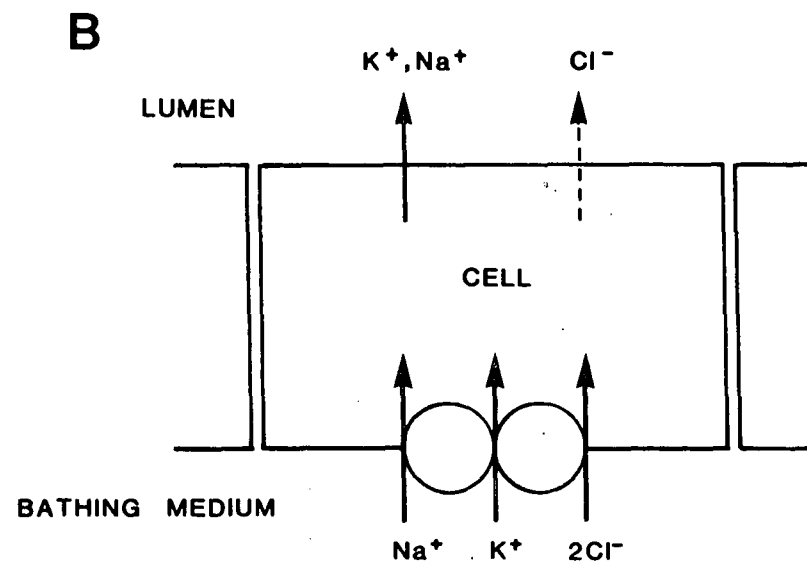 B
K⁺,Na⁺ Cl⁻
LUMEN
CELL
BATHING MEDIUM
Na⁺ K⁺ 2Cl⁻